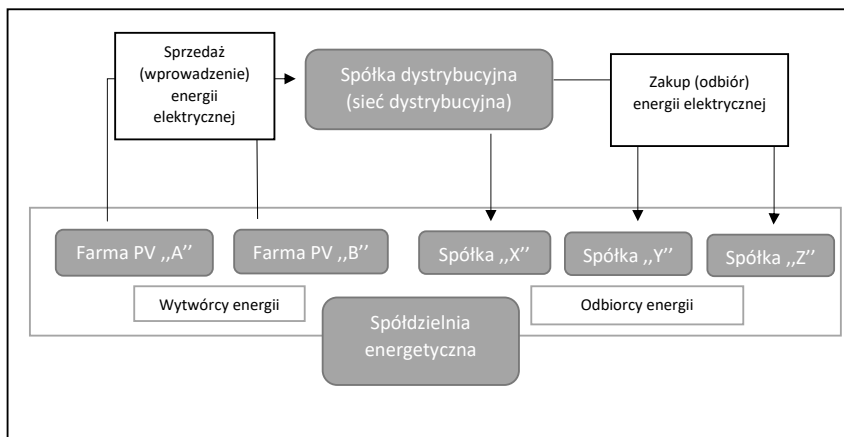 Sprzedaż
(wprowadzenie)
energii
elektrycznej
Spółka dystrybucyjna
(sieć dystrybucyjna)
Zakup (odbiór)
energii elektrycznej
Farma PV ,,A’’
Farma PV ,,B’’
Spółka ,,X’’
Spółka ,,Y’’
Spółka ,,Z’’
Wytwórcy energii
Odbiorcy energii
Spółdzielnia
energetyczna